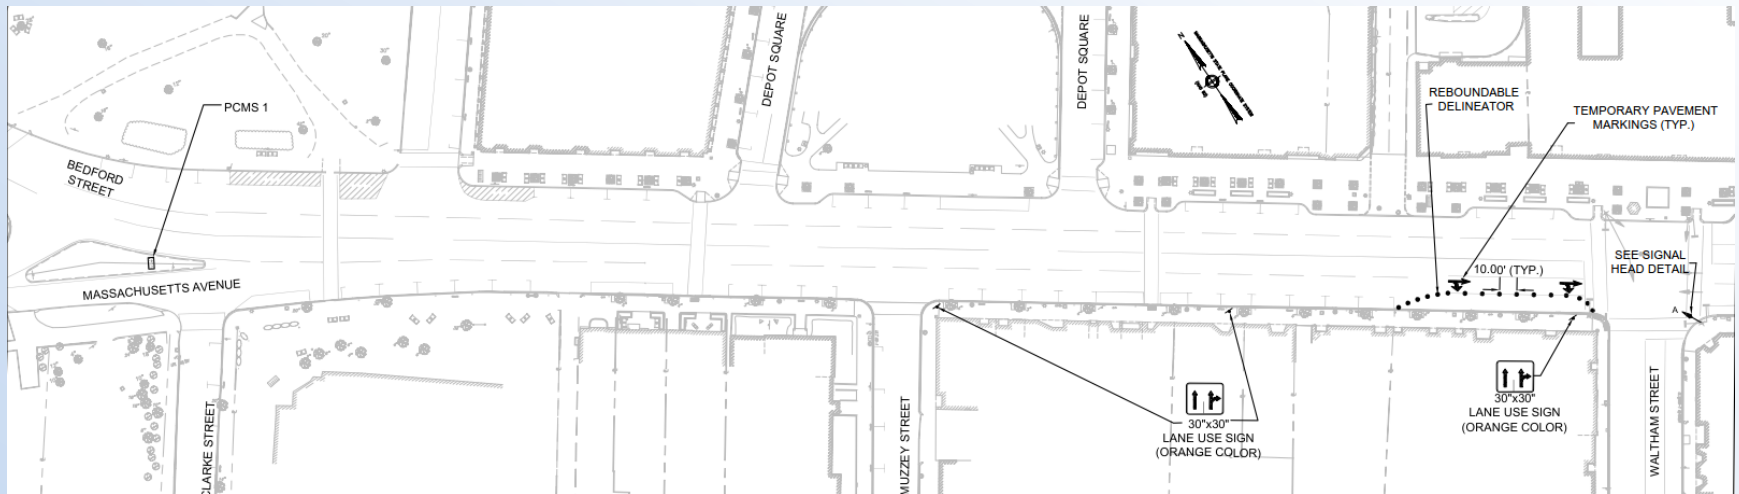 PCMS 1
BEDFORD
STREET
MASSACHUSETTS AVENUE
CLARKE STREET
DEPOT SQUARE
DEPOT SQUARE
MUZZEY STREET
N
REBOUNDABLE
DELINEATOR
TEMPORARY PAVEMENT
MARKINGS (TYP.)
10.00' (TYP.)
SEE SIGNAL
HEAD DETAIL
A
30"x30"
LANE USE SIGN
(ORANGE COLOR)
30"x30"
LANE USE SIGN
(ORANGE COLOR)
WALTHAM STREET